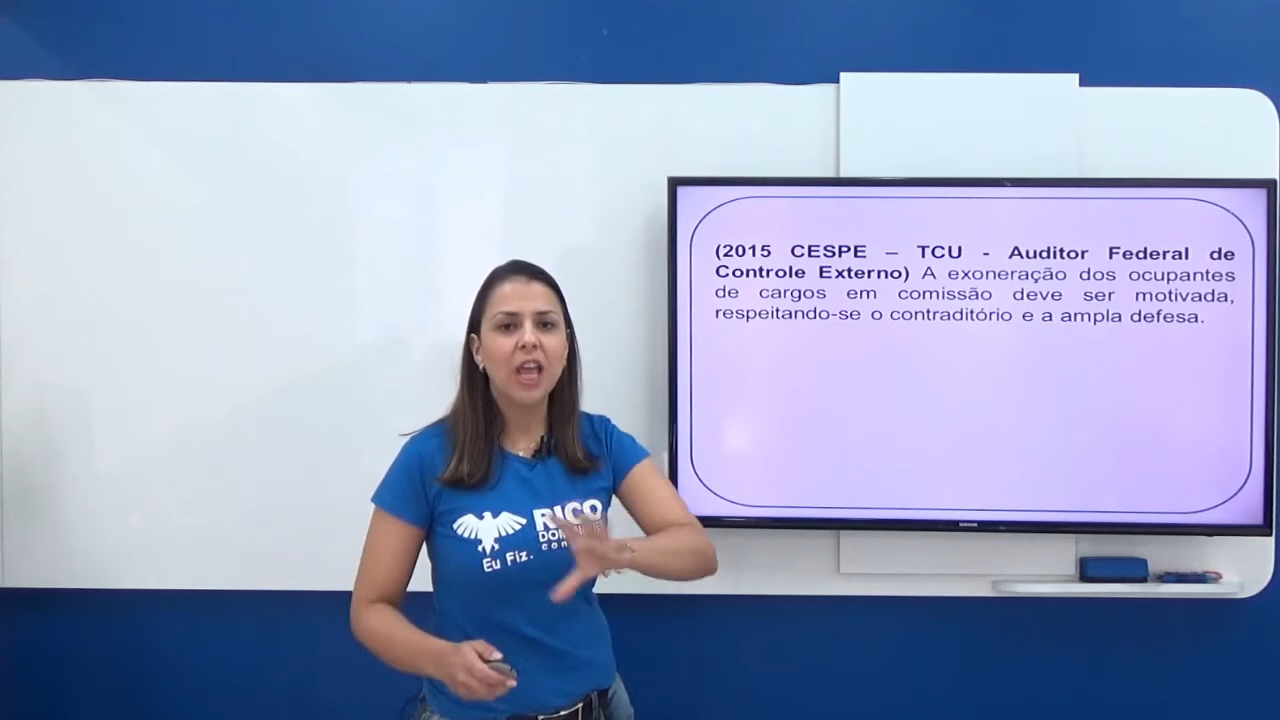 (2015 CESPE – TCU - Auditor Federal de
Controle Externo) A exoneração dos ocupantes
de cargos em comissão deve ser motivada,
respeitando-se o contraditório e a ampla defesa.
RICO
Eu Fiz.